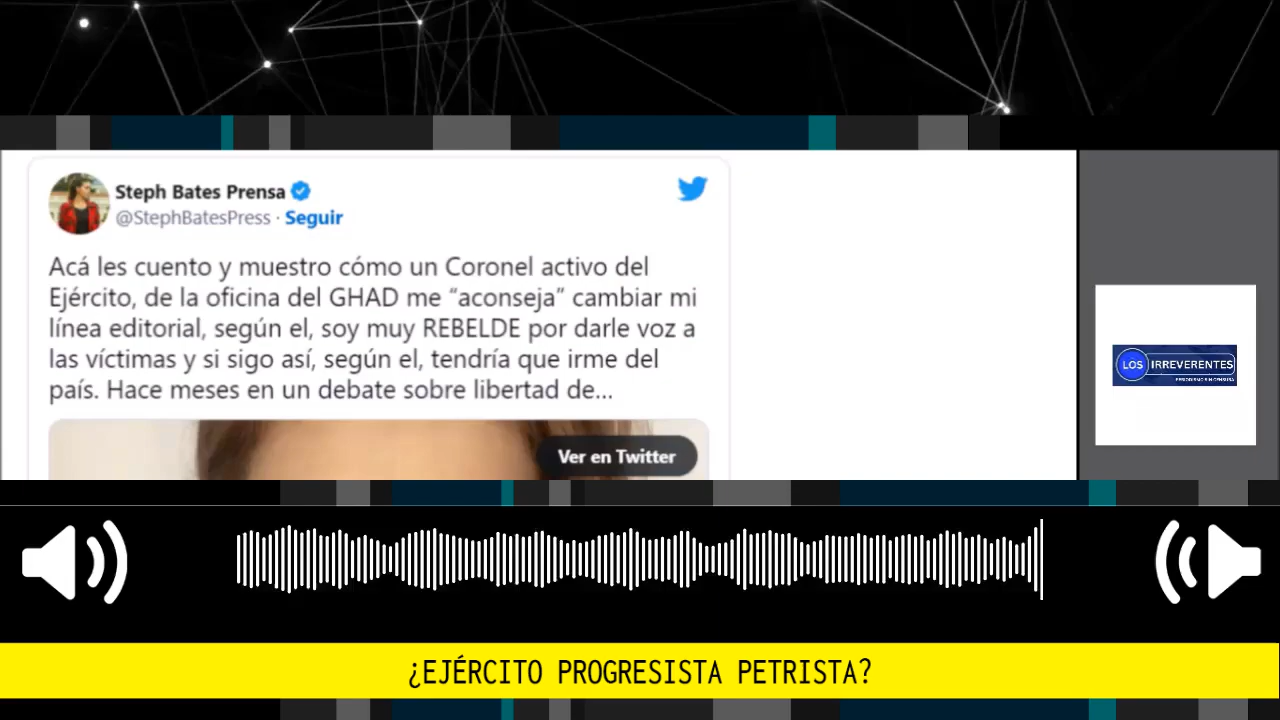 Steph Bates Prensa
@StephBatesPress · Seguir
Acá les cuento y muestro cómo un Coronel activo del
Ejército, de la oficina del GHAD me “aconseja” cambiar mi
línea editorial, según el, soy muy REBELDE por darle voz a
las víctimas y si sigo así, según el, tendría que irme del
país. Hace meses en un debate sobre libertad de...
Ver en Twitter
LOS IRREVERENTES
PERIODISMO SIN CENSURA
¿EJÉRCITO PROGRESISTA PETRISTA?